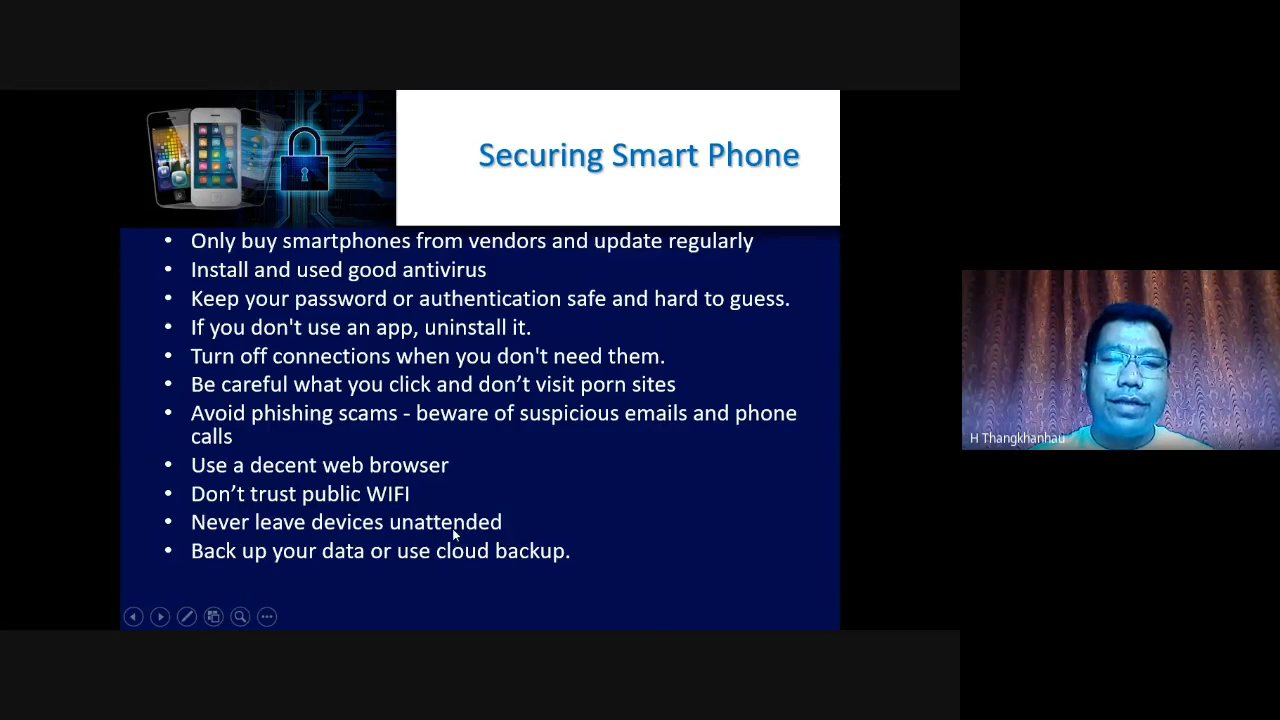 Securing Smart Phone
• Only buy smartphones from vendors and update regularly
• Install and used good antivirus
• Keep your password or authentication safe and hard to guess.
• If you don't use an app, uninstall it.
• Turn off connections when you don't need them.
• Be careful what you click and don’t visit porn sites
• Avoid phishing scams - beware of suspicious emails and phone
calls
• Use a decent web browser
• Don’t trust public WIFI
• Never leave devices unattended
• Back up your data or use cloud backup.
H Thangkhanhau